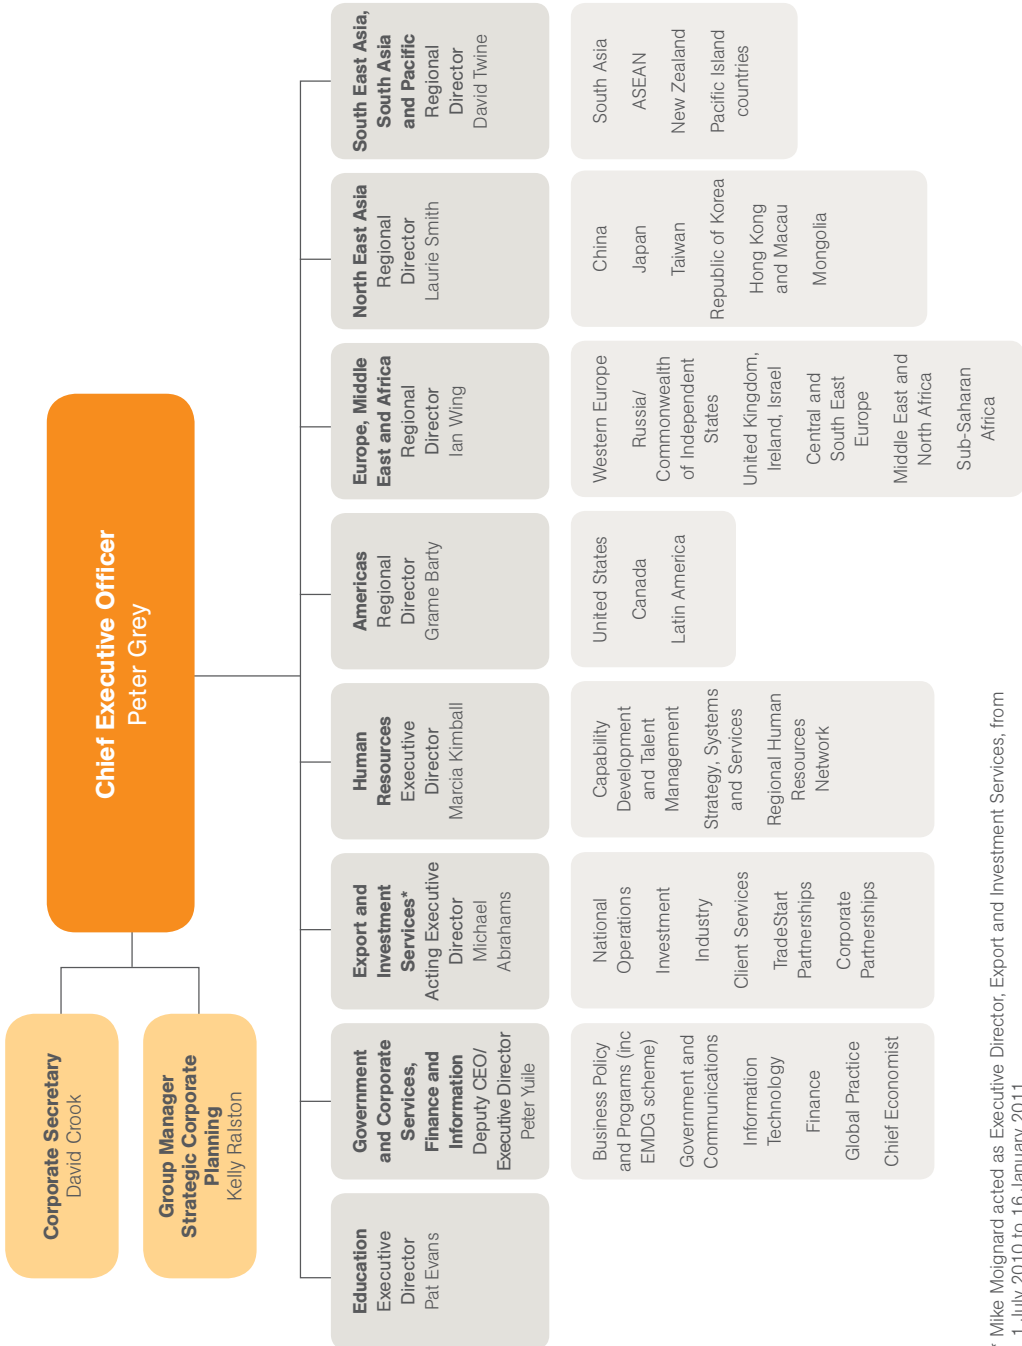 Chief Executive Officer
Peter Grey
Corporate Secretary
David Crook
Group Manager
Strategic Corporate
Planning
Kelly Ralston
Education
Executive
Director
Pat Evans
Government
and Corporate
Services,
Finance and
Information
Deputy CEO/
Executive Director
Peter Yuile
Business Policy
and Programs (inc
EMDG scheme)
Government and
Communications
Information
Technology
Finance
Global Practice
Chief Economist
Export and
Investment
Services*
Acting Executive
Director
Michael
Abrahams
National
Operations
Investment
Industry
Client Services
TradeStart
Partnerships
Corporate
Partnerships
Human
Resources
Executive
Director
Marcia Kimball
Capability
Development
and Talent
Management
Strategy, Systems
and Services
Regional Human
Resources
Network
Americas
Regional
Director
Grame Barty
United States
Canada
Latin America
Europe, Middle
East and Africa
Regional
Director
Ian Wing
Western Europe
Russia/
Commonwealth
of Independent
States
United Kingdom,
Ireland, Israel
Central and
South East
Europe
Middle East and
North Africa
Sub-Saharan
Africa
North East Asia
Regional
Director
Laurie Smith
China
Japan
Taiwan
Republic of Korea
Hong Kong
and Macau
Mongolia
South East Asia,
South Asia
and Pacific
Regional
Director
David Twine
South Asia
ASEAN
New Zealand
Pacific Island
countries
* Mike Moignard acted as Executive Director, Export and Investment Services, from
1 July 2010 to 16 January 2011